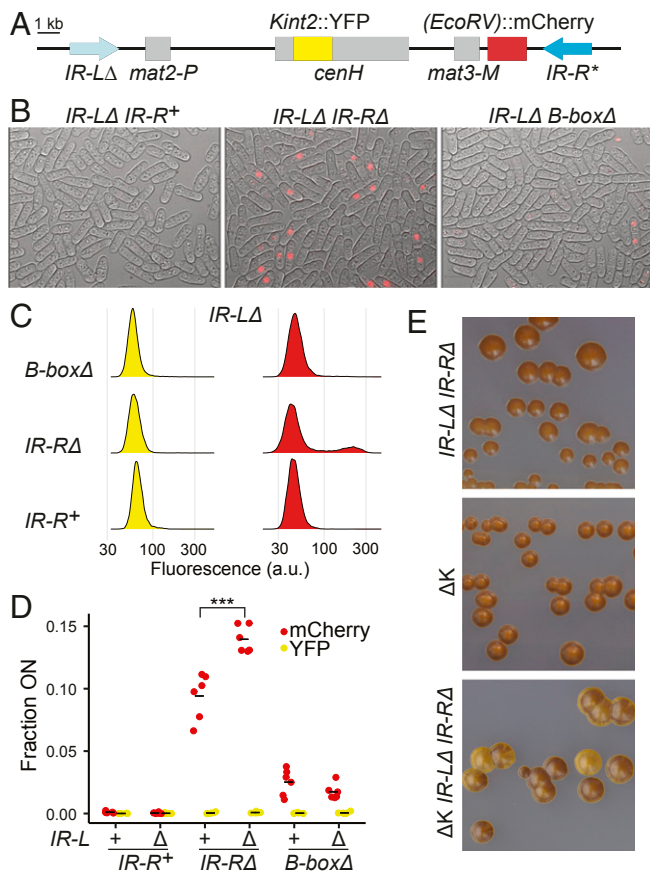 A
1 kb
Kint2::YFP
(EcoRV)::mCherry
IR-LΔ
mat2-P
cenH
mat3-M
IR-R*
B
IR-LΔ IR-R+
IR-LΔ IR-RΔ
IR-LΔ B-boxΔ
C
IR-LΔ
B-boxΔ
IR-RΔ
IR-R+
30 100 300 30 100 300
Fluorescence (a.u.)
D
***
mCherry
YFP
Fraction ON
0.15
0.10
0.05
0.00
IR-L + Δ + Δ + Δ
IR-R+ IR-RΔ B-boxΔ
E
IR-LΔ IR-RΔ
ΔK
ΔK IR-LΔ IR-RΔ